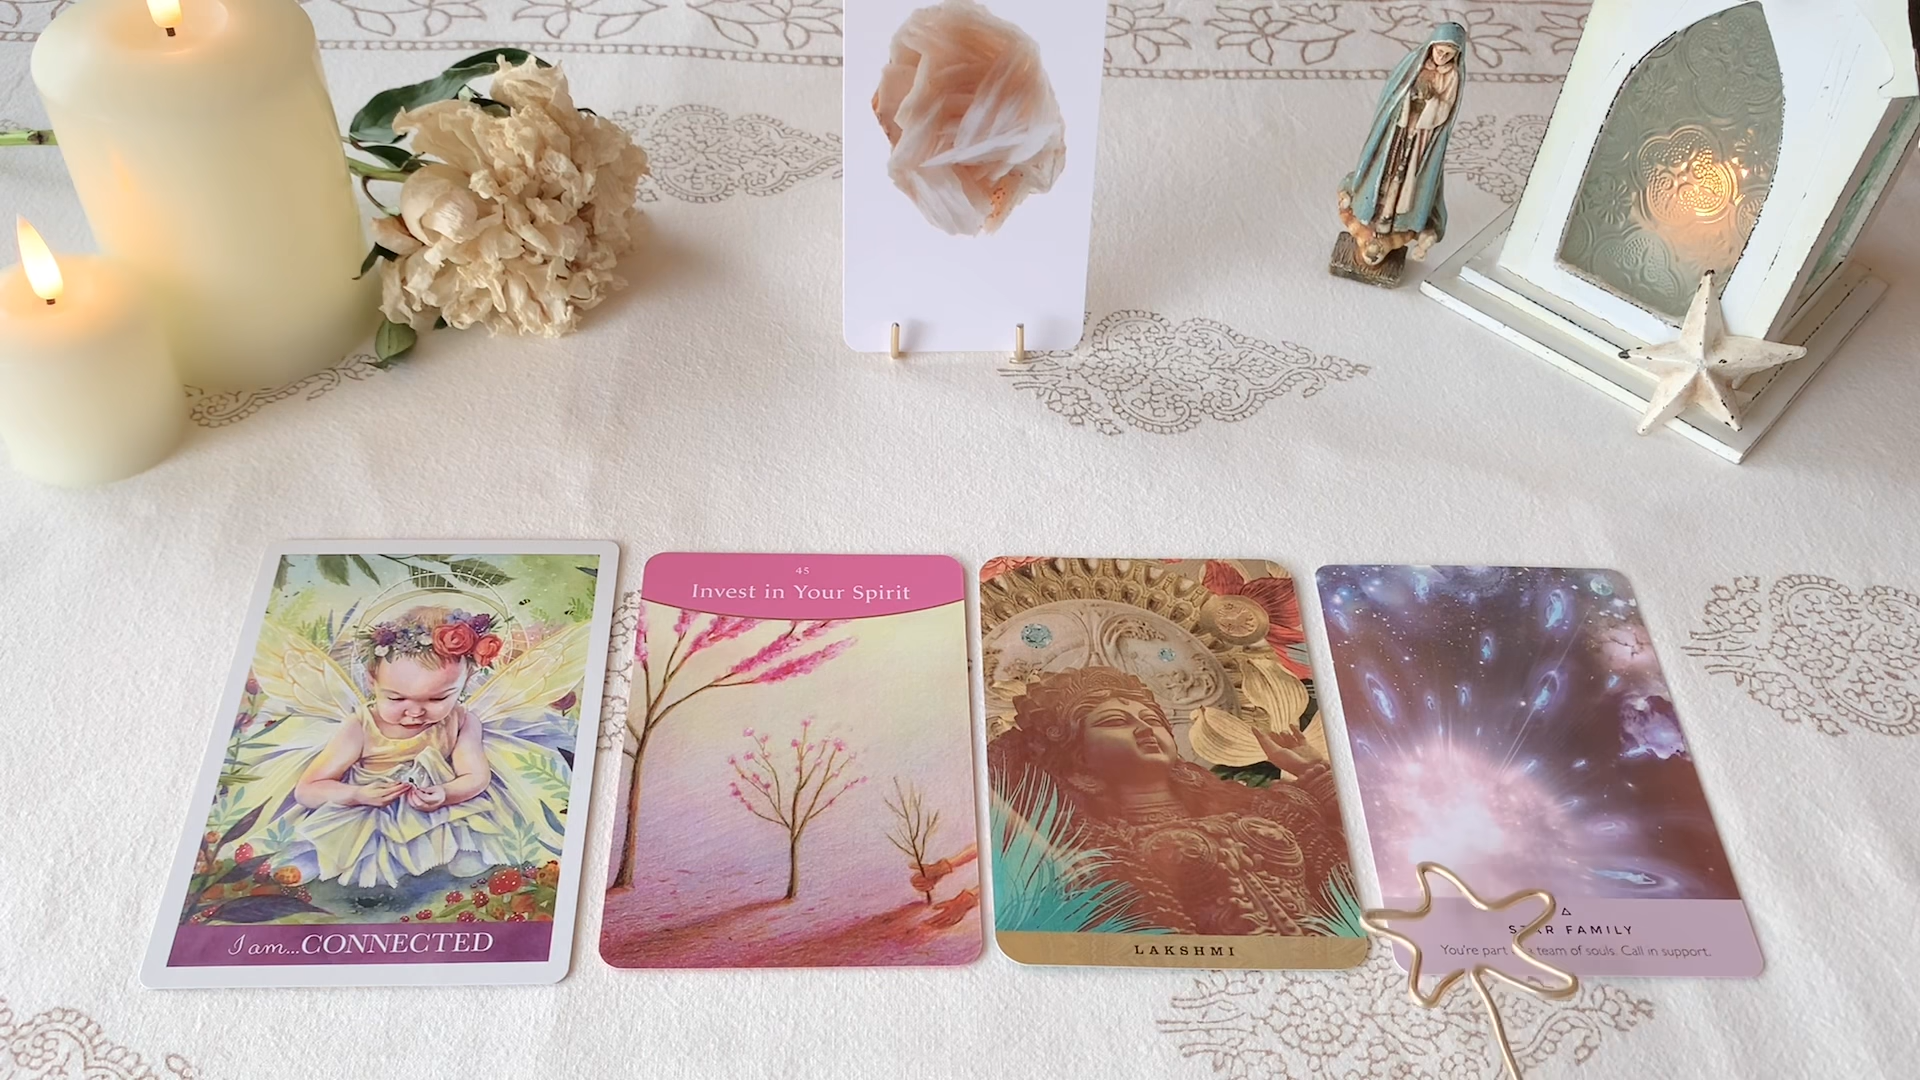 I am...CONNECTED
45
Invest in Your Spirit
LAKSHMI
FAMILY
You're part team of souls. Call in support.